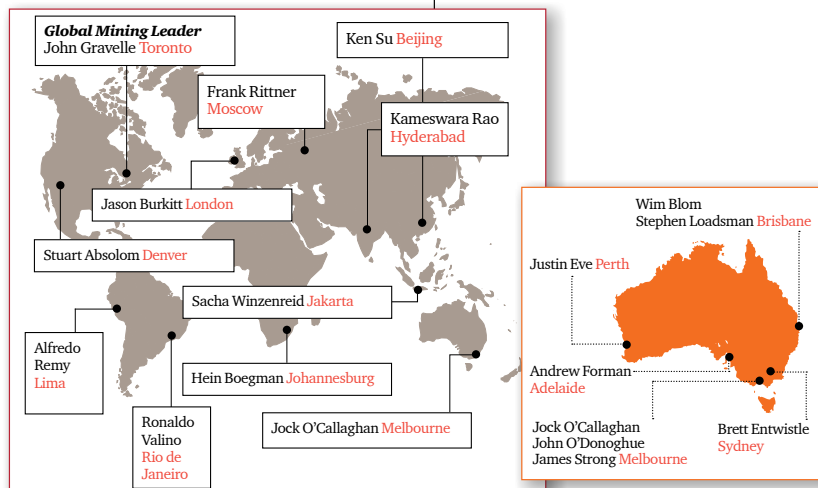 Global Mining Leader
John Gravelle Toronto
Ken Su Beijing
Frank Rittner
Moscow
Kameswara Rao
Hyderabad
Jason Burkitt London
Stuart Absolom Denver
Sacha Winzenreid Jakarta
Alfredo
Remy
Lima
Hein Boegman Johannesburg
Ronaldo
Valino
Rio de
Janeiro
Jock O’Callaghan Melbourne
Wim Blom
Stephen Loadsman Brisbane
Justin Eve Perth
Andrew Forman
Adelaide
Jock O’Callaghan
John O’Donoghue
James Strong Melbourne
Brett Entwistle
Sydney